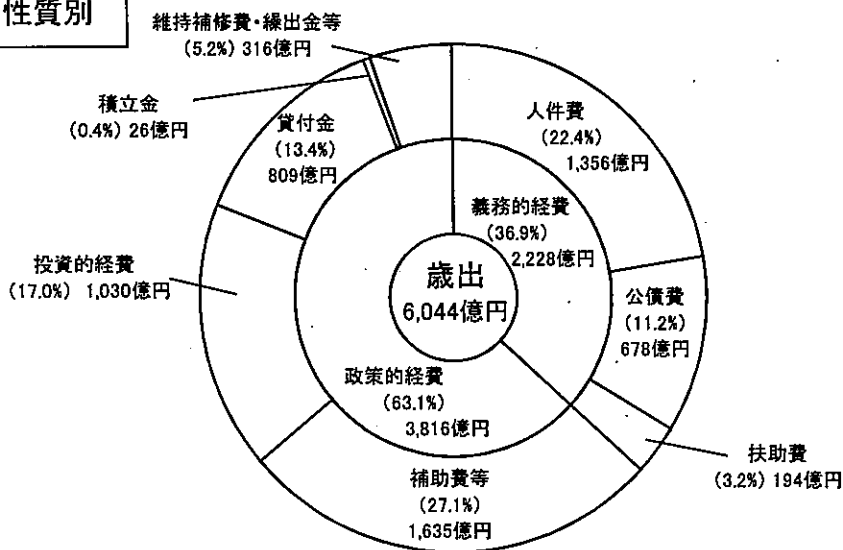 性質別
維持補修費・繰出金等
(5.2%) 316億円
積立金
(0.4%) 26億円
貸付金
(13.4%)
809億円
人件費
(22.4%)
1,356億円
義務的経費
(36.9%)
2,228億円
投資的経費
(17.0%) 1,030億円
歳出
6,044億円
公債費
(11.2%)
678億円
政策的経費
(63.1%)
3,816億円
扶助費
(3.2%) 194億円
補助費等
(27.1%)
1,635億円